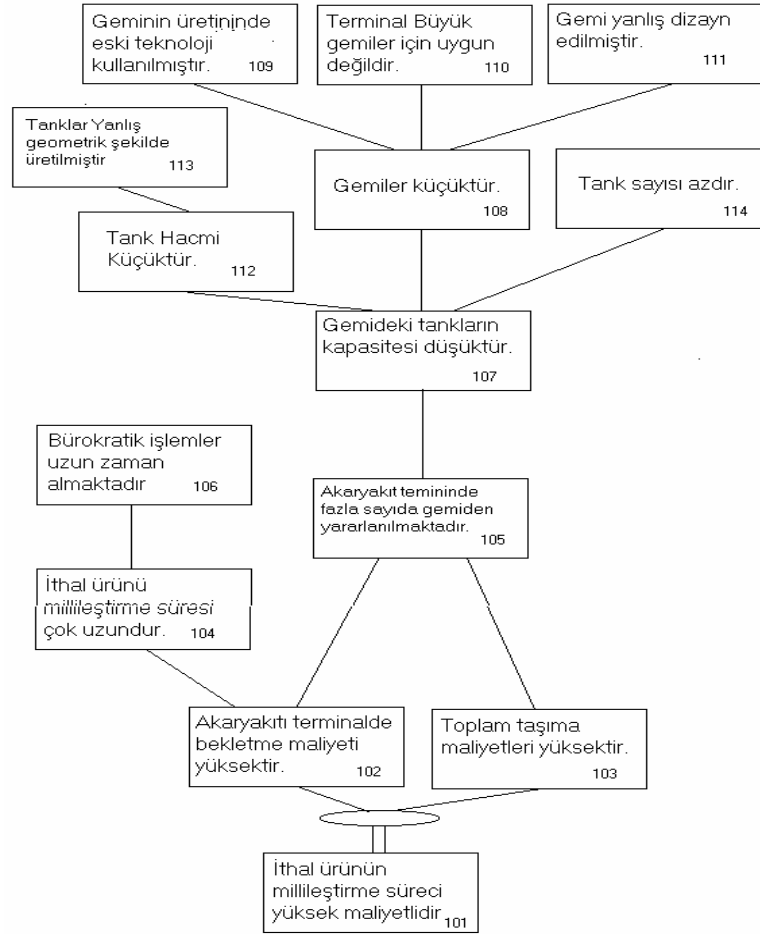 Geminin üretininde
eski teknoloji
kullanılmıştır. 109
Terminal Büyük
gemiler için uygun
değildir. 110
Gemi yanlış dizayn
edilmiştir.
111
Tanklar Yanlış
geometrik şekilde
üretilmiştir 113
Gemiler küçüktür.
108
Tank sayısı azdır.
114
Tank Hacmi
Küçüktür.
112
Gemideki tankların
kapasitesi düşüktür.
107
Bürokratik işlemler
uzun zaman
almaktadır 106
Akaryakıt temininde
fazla sayıda gemiden
yararlanılmaktadır.
105
İthal ürünü
millileştirme süresi
çok uzundur. 104
Akaryakıtı terminalde
bekletme maliyeti
yüksektir. 102
Toplam taşıma
maliyetleri yüksektir.
103
İthal ürünün
millileştirme süreci
yüksek maliyetlidir 101